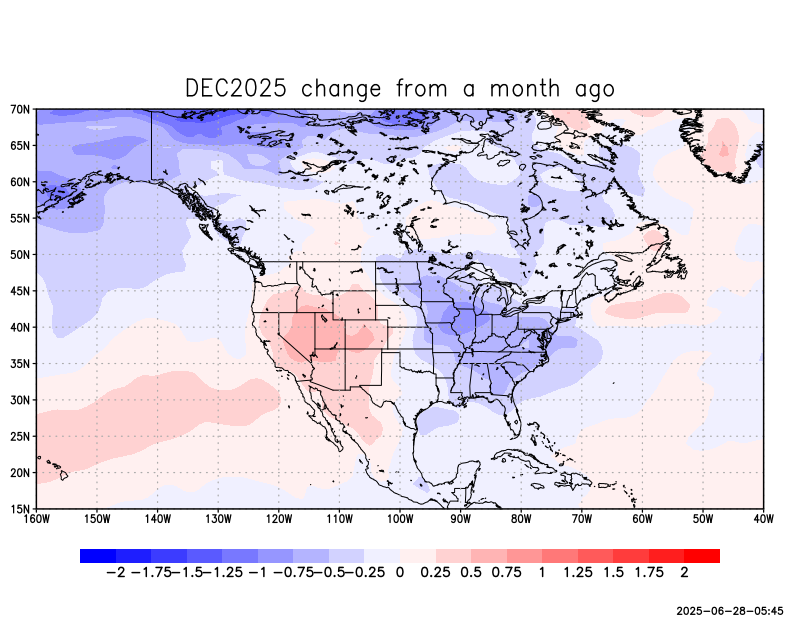 DEC2025 change from a month ago
70N
65N
60N
55N
50N
45N
40N
35N
30N
25N
20N
15N
160W 150W 140W 130W 120W 110W 100W 90W 80W 70W 60W 50W 40W
-2 -1.75 -1.5 -1.25 -1 -0.75 -0.5 -0.25 0 0.25 0.5 0.75 1 1.25 1.5 1.75 2
2025-06-28-05:45